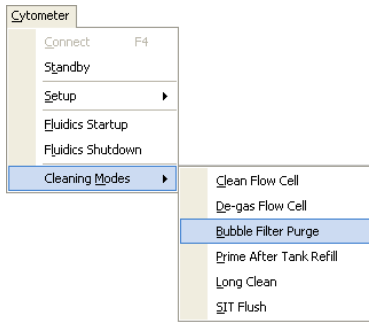 Cytometer
Connect F4
Standby
Setup
Fluidics Startup
Fluidics Shutdown
Cleaning Modes
Clean Flow Cell
De-gas Flow Cell
Bubble Filter Purge
Prime After Tank Refill
Long Clean
SIT Flush